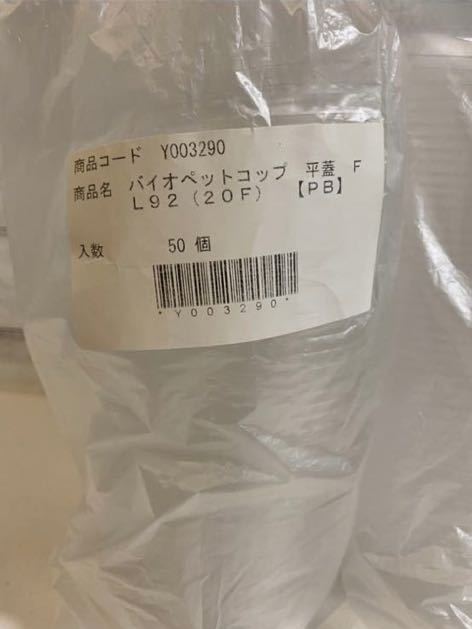 商品コード Y003290
商品名 バイオペットコップ 平蓋 F
L92(20F) 【PB】
入数 50 個
*Y003290*